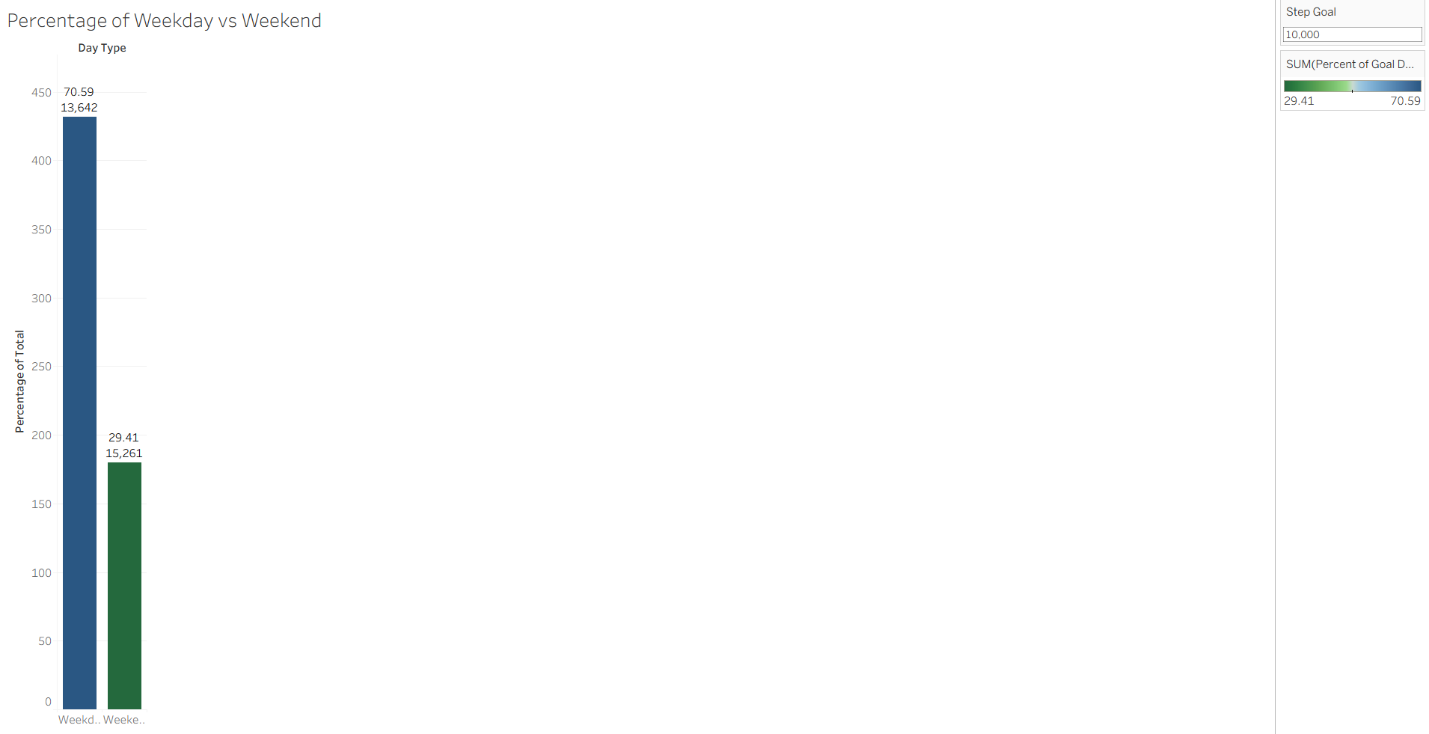 Percentage of Weekday vs Weekend
Day Type
450
400
350
300
250
200
150
100
50
0
Percentage of Total
70.59
13,642
29.41
15,261
Weekd..
Weeke..
Step Goal
10,000
SUM(Percent of Goal D...
29.41
70.59